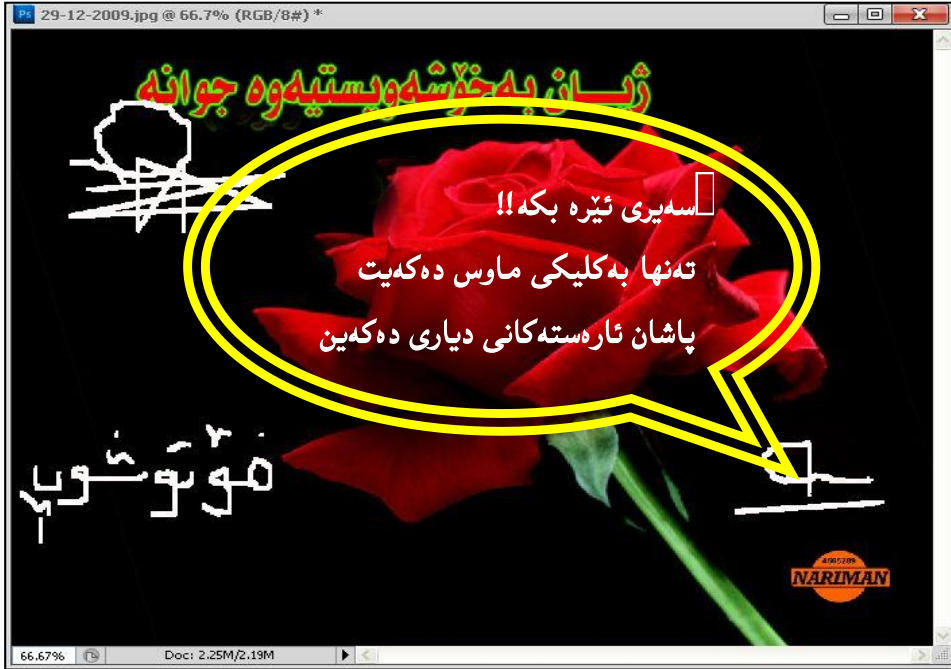 29-12-2009.jpg @ 66.7% (RGB/8#) *
ژیـــان بەخۆشەویستیەوە جوانە
سەیری ئێرە بکە!!
تەنها بەکلیکی ماوس دەکەیت
پاشان ئارەستەکانی دیاری دەکەین
4505289
NARIMAN
66.67%
Doc: 2.25M/2.19M